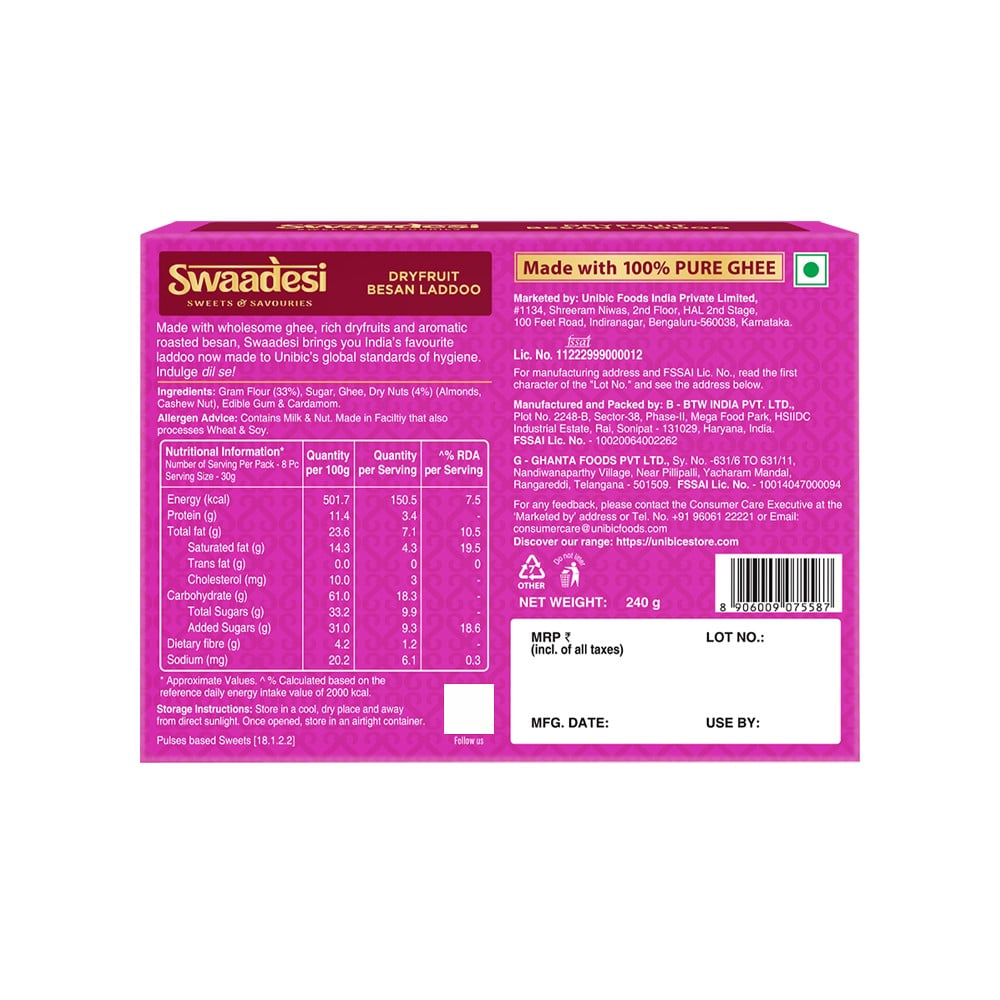 Swaadesi
SWEETS & SAVOURIES
DRYFRUIT
BESAN LADDOO
Made with wholesome ghee, rich dryfruits and aromatic
roasted besan, Swaadesi brings you India's favourite
laddoo now made to Unibic's global standards of hygiene.
Indulge dil se!
Ingredients: Gram Flour (33%), Sugar, Ghee, Dry Nuts (4%) (Almonds,
Cashew Nut), Edible Gum & Cardamom.
Allergen Advice: Contains Milk & Nut. Made in Faciltiy that also
processes Wheat & Soy.
Nutritional Information*
Number of Serving Per Pack - 8 Pc
Serving Size - 30g
Quantity per 100g
Quantity per Serving
^% RDA per Serving
Energy (kcal) 501.7 150.5 7.5
Protein (g) 11.4 3.4 -
Total fat (g) 23.6 7.1 10.5
Saturated fat (g) 14.3 4.3 19.5
Trans fat (g) 0.0 0 0
Cholesterol (mg) 10.0 3 -
Carbohydrate (g) 61.0 18.3 -
Total Sugars (g) 33.2 9.9 -
Added Sugars (g) 31.0 9.3 18.6
Dietary fibre (g) 4.2 1.2 -
Sodium (mg) 20.2 6.1 0.3
* Approximate Values. ^ % Calculated based on the
reference daily energy intake value of 2000 kcal.
Storage Instructions: Store in a cool, dry place and away
from direct sunlight. Once opened, store in an airtight container.
Pulses based Sweets [18.1.2.2]
Follow us
Made with 100% PURE GHEE
Marketed by: Unibic Foods India Private Limited,
#1134, Shreeram Niwas, 2nd Floor, HAL 2nd Stage,
100 Feet Road, Indiranagar, Bengaluru-560038, Karnataka.
fssai
Lic. No. 11222999000012
For manufacturing address and FSSAI Lic. No., read the first
character of the "Lot No." and see the address below.
Manufactured and Packed by: B - BTW INDIA PVT. LTD.,
Plot No. 2248-B, Sector-38, Phase-II, Mega Food Park, HSIIDC
Industrial Estate, Rai, Sonipat - 131029, Haryana, India.
FSSAI Lic. No. - 10020064002262
G - GHANTA FOODS PVT LTD., Sy. No. -631/6 TO 631/11,
Nandiwanaparthy Village, Near Pillipalli, Yacharam Mandal,
Rangareddi, Telangana - 501509. FSSAI Lic. No. - 10014047000094
For any feedback, please contact the Consumer Care Executive at the
'Marketed by' address or Tel. No. +91 96061 22221 or Email:
consumercare@unibicfoods.com
Discover our range: https://unibicestore.com
7
OTHER
Do not litter
NET WEIGHT: 240 g
8 906009 075587
MRP ₹
(incl. of all taxes)
LOT NO.:
MFG. DATE:
USE BY: